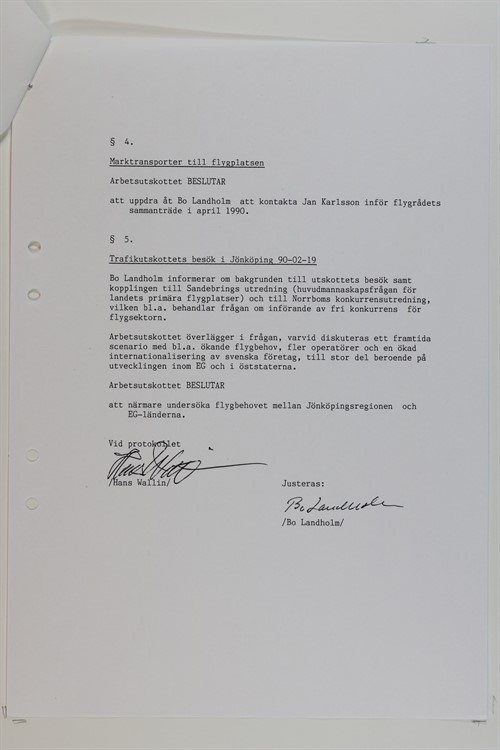 § 4.
Marktransporter till flygplatsen
Arbetsutskottet BESLUTAR
att uppdra åt Bo Landholm att kontakta Jan Karlsson inför flygrådets
sammanträde i april 1990.
§ 5.
Trafikutskottets besök i Jönköping 90-02-19
Bo Landholm informerar om bakgrunden till utskottets besök samt
kopplingen till Sandebrings utredning (huvudmannaskapsfrågan för
landets primära flygplatser) och till Norrboms konkurrensutredning,
vilken bl.a. behandlar frågan om införande av fri konkurrens för
flygsektorn.
Arbetsutskottet överlägger i frågan, varvid diskuteras ett framtida
scenario med bl.a. ökande flygbehov, fler operatörer och en ökad
internationalisering av svenska företag, till stor del beroende på
utvecklingen inom EG och i öststaterna.
Arbetsutskottet BESLUTAR
att närmare undersöka flygbehovet mellan Jönköpingsregionen och
EG-länderna.
Vid protokollet
Hans Wallin
/Hans Wallin/
Justeras:
Bo Landholm
/Bo Landholm/